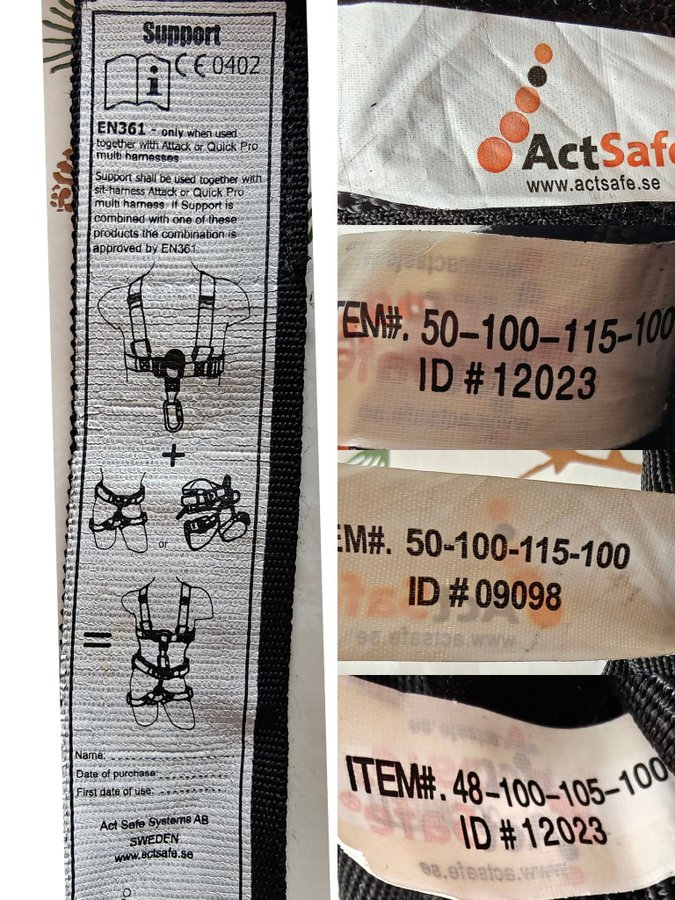 Support
CE 0402
EN361 - only when used
together with Attack or Quick Pro
multi harnesses
Support shall be used together with
sit-harness Attack or Quick Pro
multi harness. If Support is
combined with one of these
products the combination is
approved by EN361.
+
or
=
Name:
Date of purchase:
First date of use:
Act Safe Systems AB
SWEDEN
www.actsafe.se
ActSafe
www.actsafe.se
TEM#. 50-100-115-100
ID # 12023
EM#. 50-100-115-100
ID # 09098
ITEM#. 48-100-105-100
ID # 12023